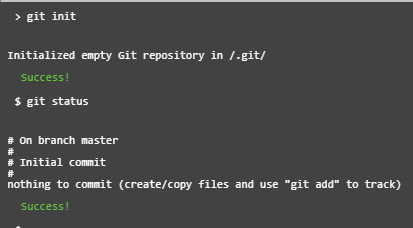 > git init
Initialized empty Git repository in /.git/
Success!
$ git status
# On branch master
#
# Initial commit
#
nothing to commit (create/copy files and use "git add" to track)
Success!